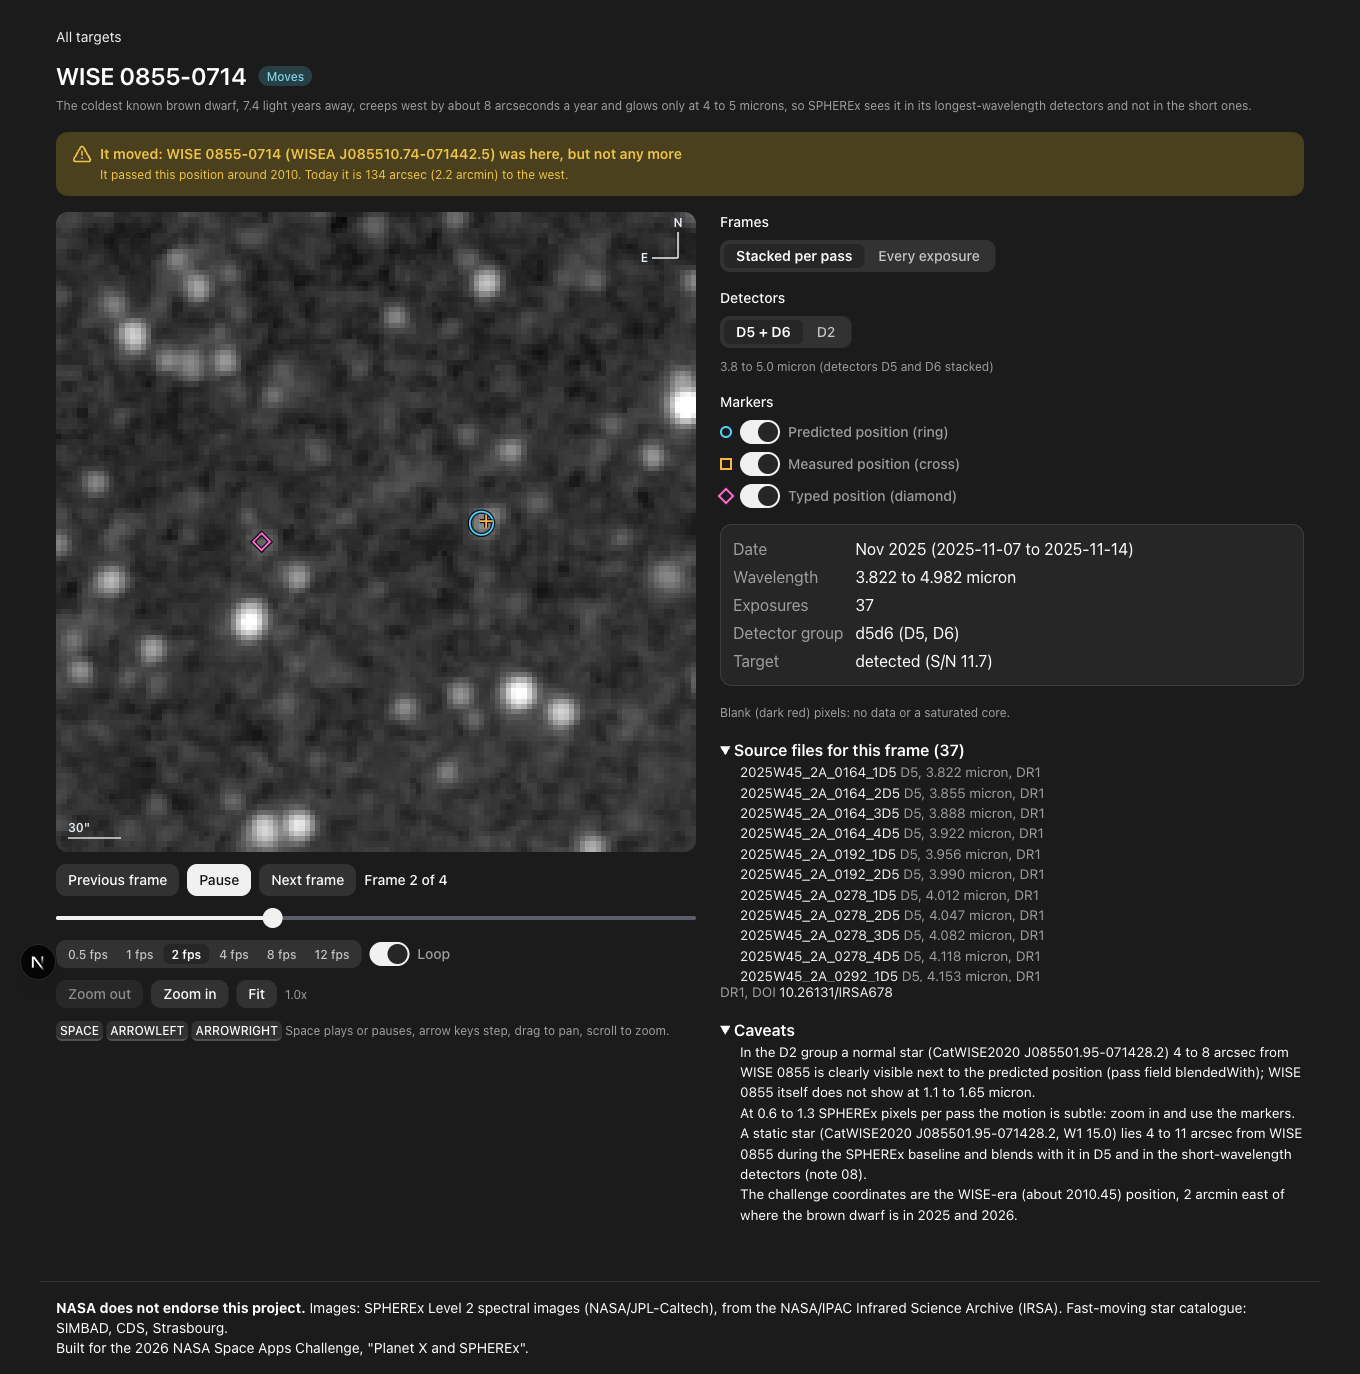 All targets
WISE 0855-0714 Moves
The coldest known brown dwarf, 7.4 light years away, creeps west by about 8 arcseconds a year and glows only at 4 to 5 microns, so SPHEREx sees it in its longest-wavelength detectors and not in the short ones.
It moved: WISE 0855-0714 (WISEA J085510.74-071442.5) was here, but not any more
It passed this position around 2010. Today it is 134 arcsec (2.2 arcmin) to the west.
N
E
30"
Previous frame Pause Next frame Frame 2 of 4
0.5 fps 1 fps 2 fps 4 fps 8 fps 12 fps Loop
N
Zoom out Zoom in Fit 1.0x
SPACE ARROWLEFT ARROWRIGHT Space plays or pauses, arrow keys step, drag to pan, scroll to zoom.
Frames
Stacked per pass Every exposure
Detectors
D5 + D6 D2
3.8 to 5.0 micron (detectors D5 and D6 stacked)
Markers
Predicted position (ring)
Measured position (cross)
Typed position (diamond)
Date Nov 2025 (2025-11-07 to 2025-11-14)
Wavelength 3.822 to 4.982 micron
Exposures 37
Detector group d5d6 (D5, D6)
Target detected (S/N 11.7)
Blank (dark red) pixels: no data or a saturated core.
Source files for this frame (37)
2025W45_2A_0164_1D5 D5, 3.822 micron, DR1
2025W45_2A_0164_2D5 D5, 3.855 micron, DR1
2025W45_2A_0164_3D5 D5, 3.888 micron, DR1
2025W45_2A_0164_4D5 D5, 3.922 micron, DR1
2025W45_2A_0192_1D5 D5, 3.956 micron, DR1
2025W45_2A_0192_2D5 D5, 3.990 micron, DR1
2025W45_2A_0278_1D5 D5, 4.012 micron, DR1
2025W45_2A_0278_2D5 D5, 4.047 micron, DR1
2025W45_2A_0278_3D5 D5, 4.082 micron, DR1
2025W45_2A_0278_4D5 D5, 4.118 micron, DR1
2025W45_2A_0292_1D5 D5, 4.153 micron, DR1
DR1, DOI 10.26131/IRSA678
Caveats
In the D2 group a normal star (CatWISE2020 J085501.95-071428.2) 4 to 8 arcsec from
WISE 0855 is clearly visible next to the predicted position (pass field blendedWith); WISE
0855 itself does not show at 1.1 to 1.65 micron.
At 0.6 to 1.3 SPHEREx pixels per pass the motion is subtle: zoom in and use the markers.
A static star (CatWISE2020 J085501.95-071428.2, W1 15.0) lies 4 to 11 arcsec from WISE
0855 during the SPHEREx baseline and blends with it in D5 and in the short-wavelength
detectors (note 08).
The challenge coordinates are the WISE-era (about 2010.45) position, 2 arcmin east of
where the brown dwarf is in 2025 and 2026.
NASA does not endorse this project. Images: SPHEREx Level 2 spectral images (NASA/JPL-Caltech), from the NASA/IPAC Infrared Science Archive (IRSA). Fast-moving star catalogue:
SIMBAD, CDS, Strasbourg.
Built for the 2026 NASA Space Apps Challenge, "Planet X and SPHEREx".